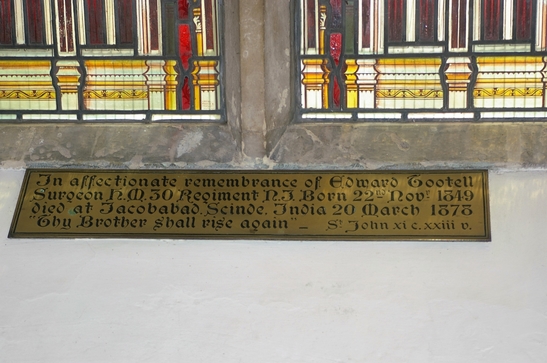 In affectionate remembrance of Edward Tootell
Surgeon H.M. 30 Regiment N.I. Born 22nd Novr 1849
died at Jacobabad, Scinde, India 20 March 1878
"Thy Brother shall rise again" _ St John xi c. xxiii v.